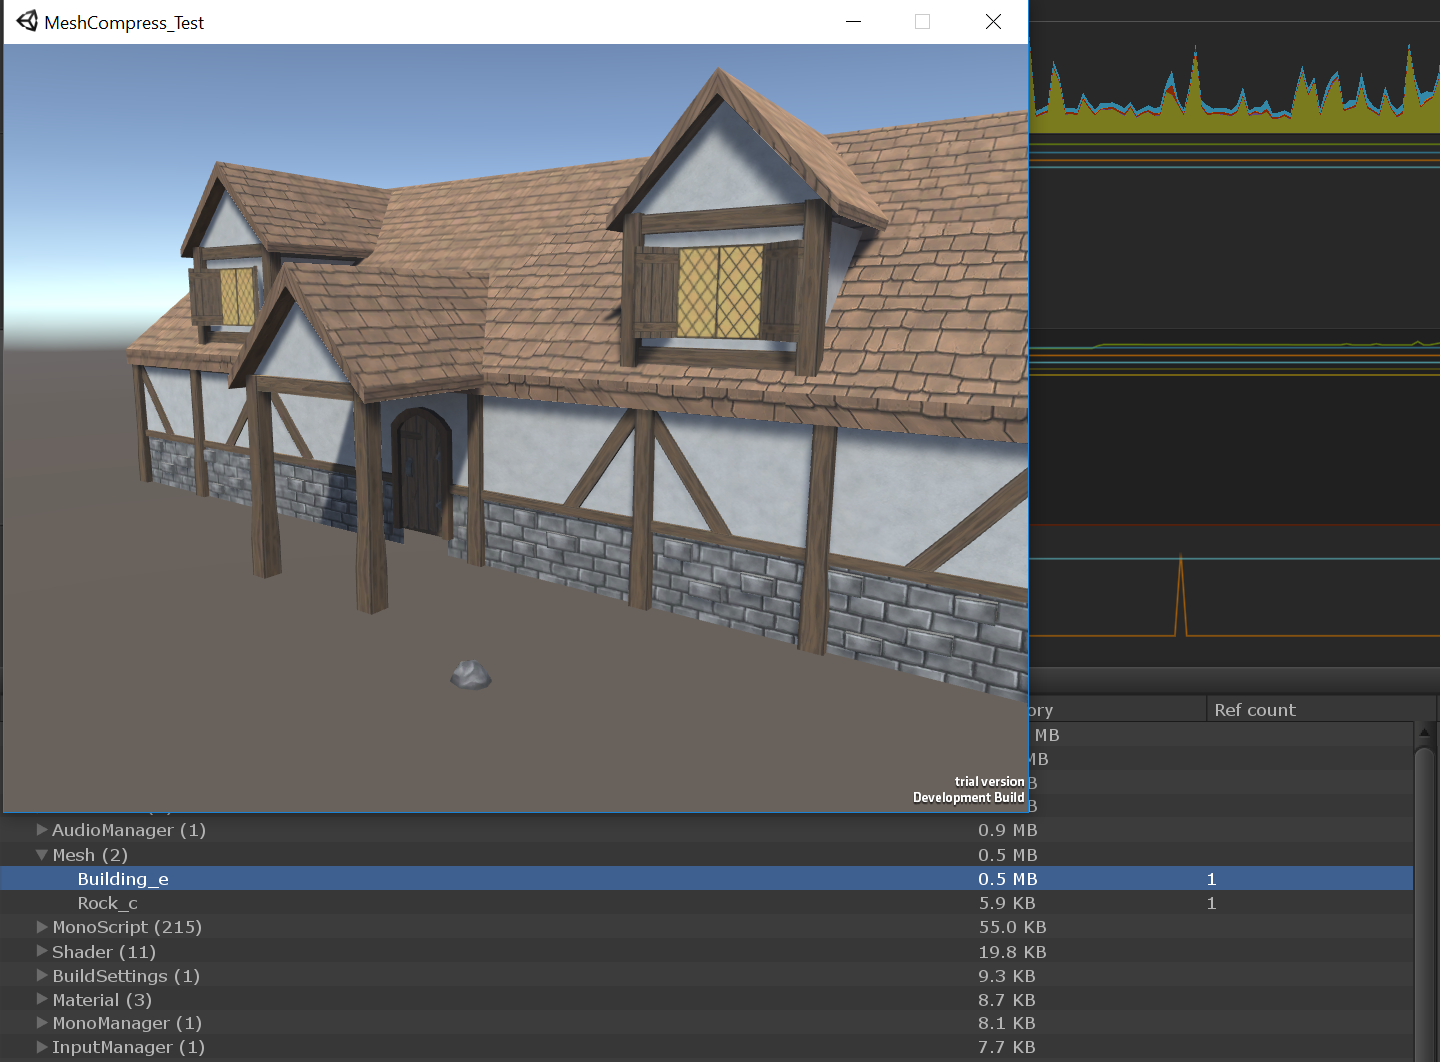 MeshCompress_Test
trial version
Development Build
Ref count
MB
AudioManager (1) 0.9 MB
Mesh (2) 0.5 MB
Building_e 0.5 MB 1
Rock_c 5.9 KB 1
MonoScript (215) 55.0 KB
Shader (11) 19.8 KB
BuildSettings (1) 9.3 KB
Material (3) 8.7 KB
MonoManager (1) 8.1 KB
InputManager (1) 7.7 KB